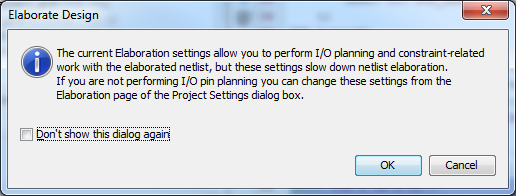 Elaborate Design
The current Elaboration settings allow you to perform I/O planning and constraint-related
work with the elaborated netlist, but these settings slow down netlist elaboration.
If you are not performing I/O pin planning you can change these settings from the
Elaboration page of the Project Settings dialog box.
Don't show this dialog again
OK
Cancel